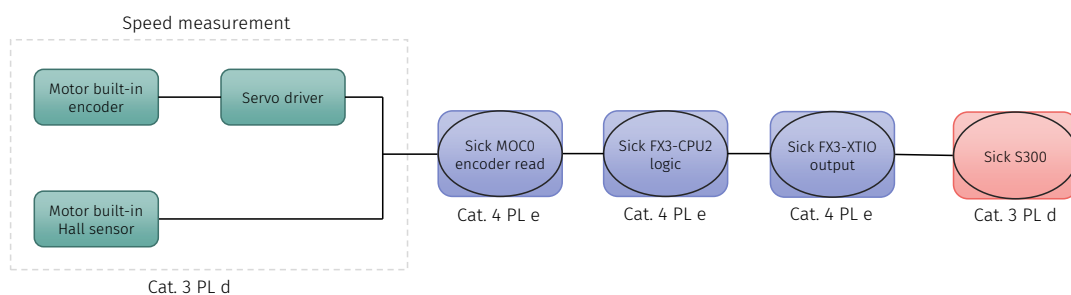 Speed measurement
Motor built-in
encoder
Servo driver
Motor built-in
Hall sensor
Cat. 3 PL d
Sick MOC0
encoder read
Cat. 4 PL e
Sick FX3-CPU2
logic
Cat. 4 PL e
Sick FX3-XTIO
output
Cat. 4 PL e
Sick S300
Cat. 3 PL d